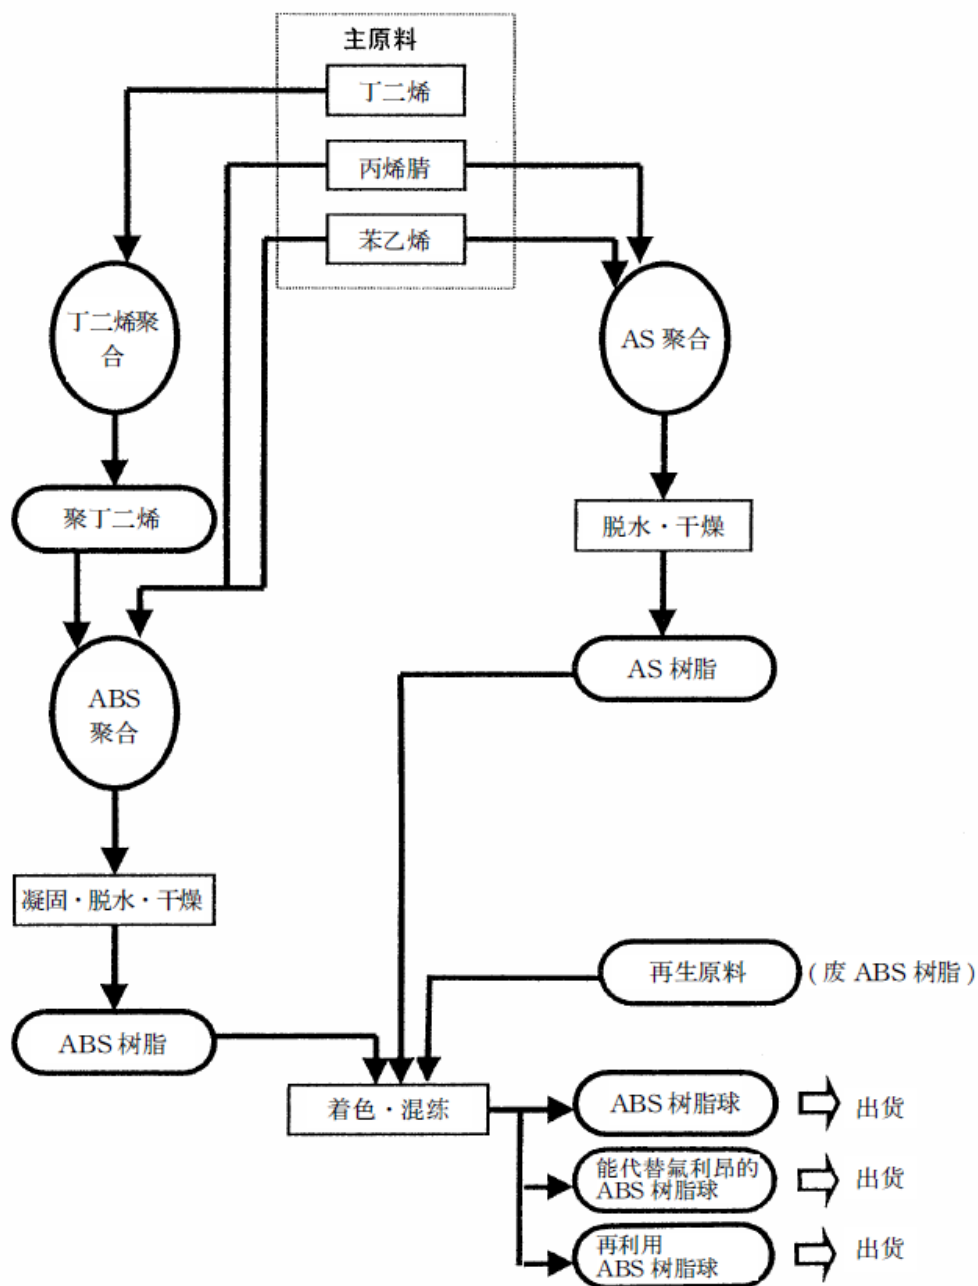 主原料
丁二烯
丙烯腈
苯乙烯
丁二烯聚
合
AS 聚合
聚丁二烯
脱水·干燥
AS 树脂
ABS
聚合
凝固·脱水·干燥
再生原料
(废 ABS 树脂)
ABS 树脂
着色·混练
ABS 树脂球
出货
能代替氟利昂的
ABS 树脂球
出货
再利用
ABS 树脂球
出货